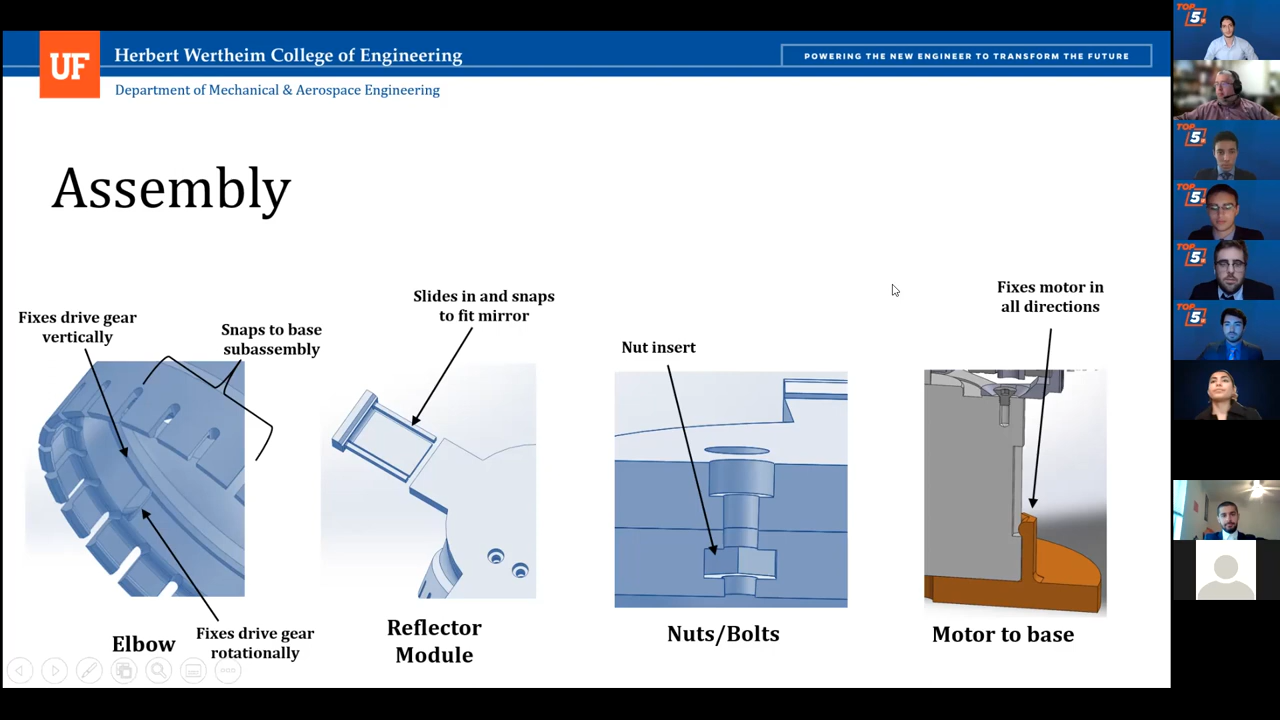 UF
Herbert Wertheim College of Engineering
POWERING THE NEW ENGINEER TO TRANSFORM THE FUTURE
Department of Mechanical & Aerospace Engineering
Assembly
Fixes drive gear
vertically
Snaps to base
subassembly
Slides in and snaps
to fit mirror
Nut insert
Fixes motor in
all directions
Elbow
Fixes drive gear
rotationally
Reflector
Module
Nuts/Bolts
Motor to base
TOP
5.
TOP
5.
TOP
5.
TOP
5.
TOP
5.